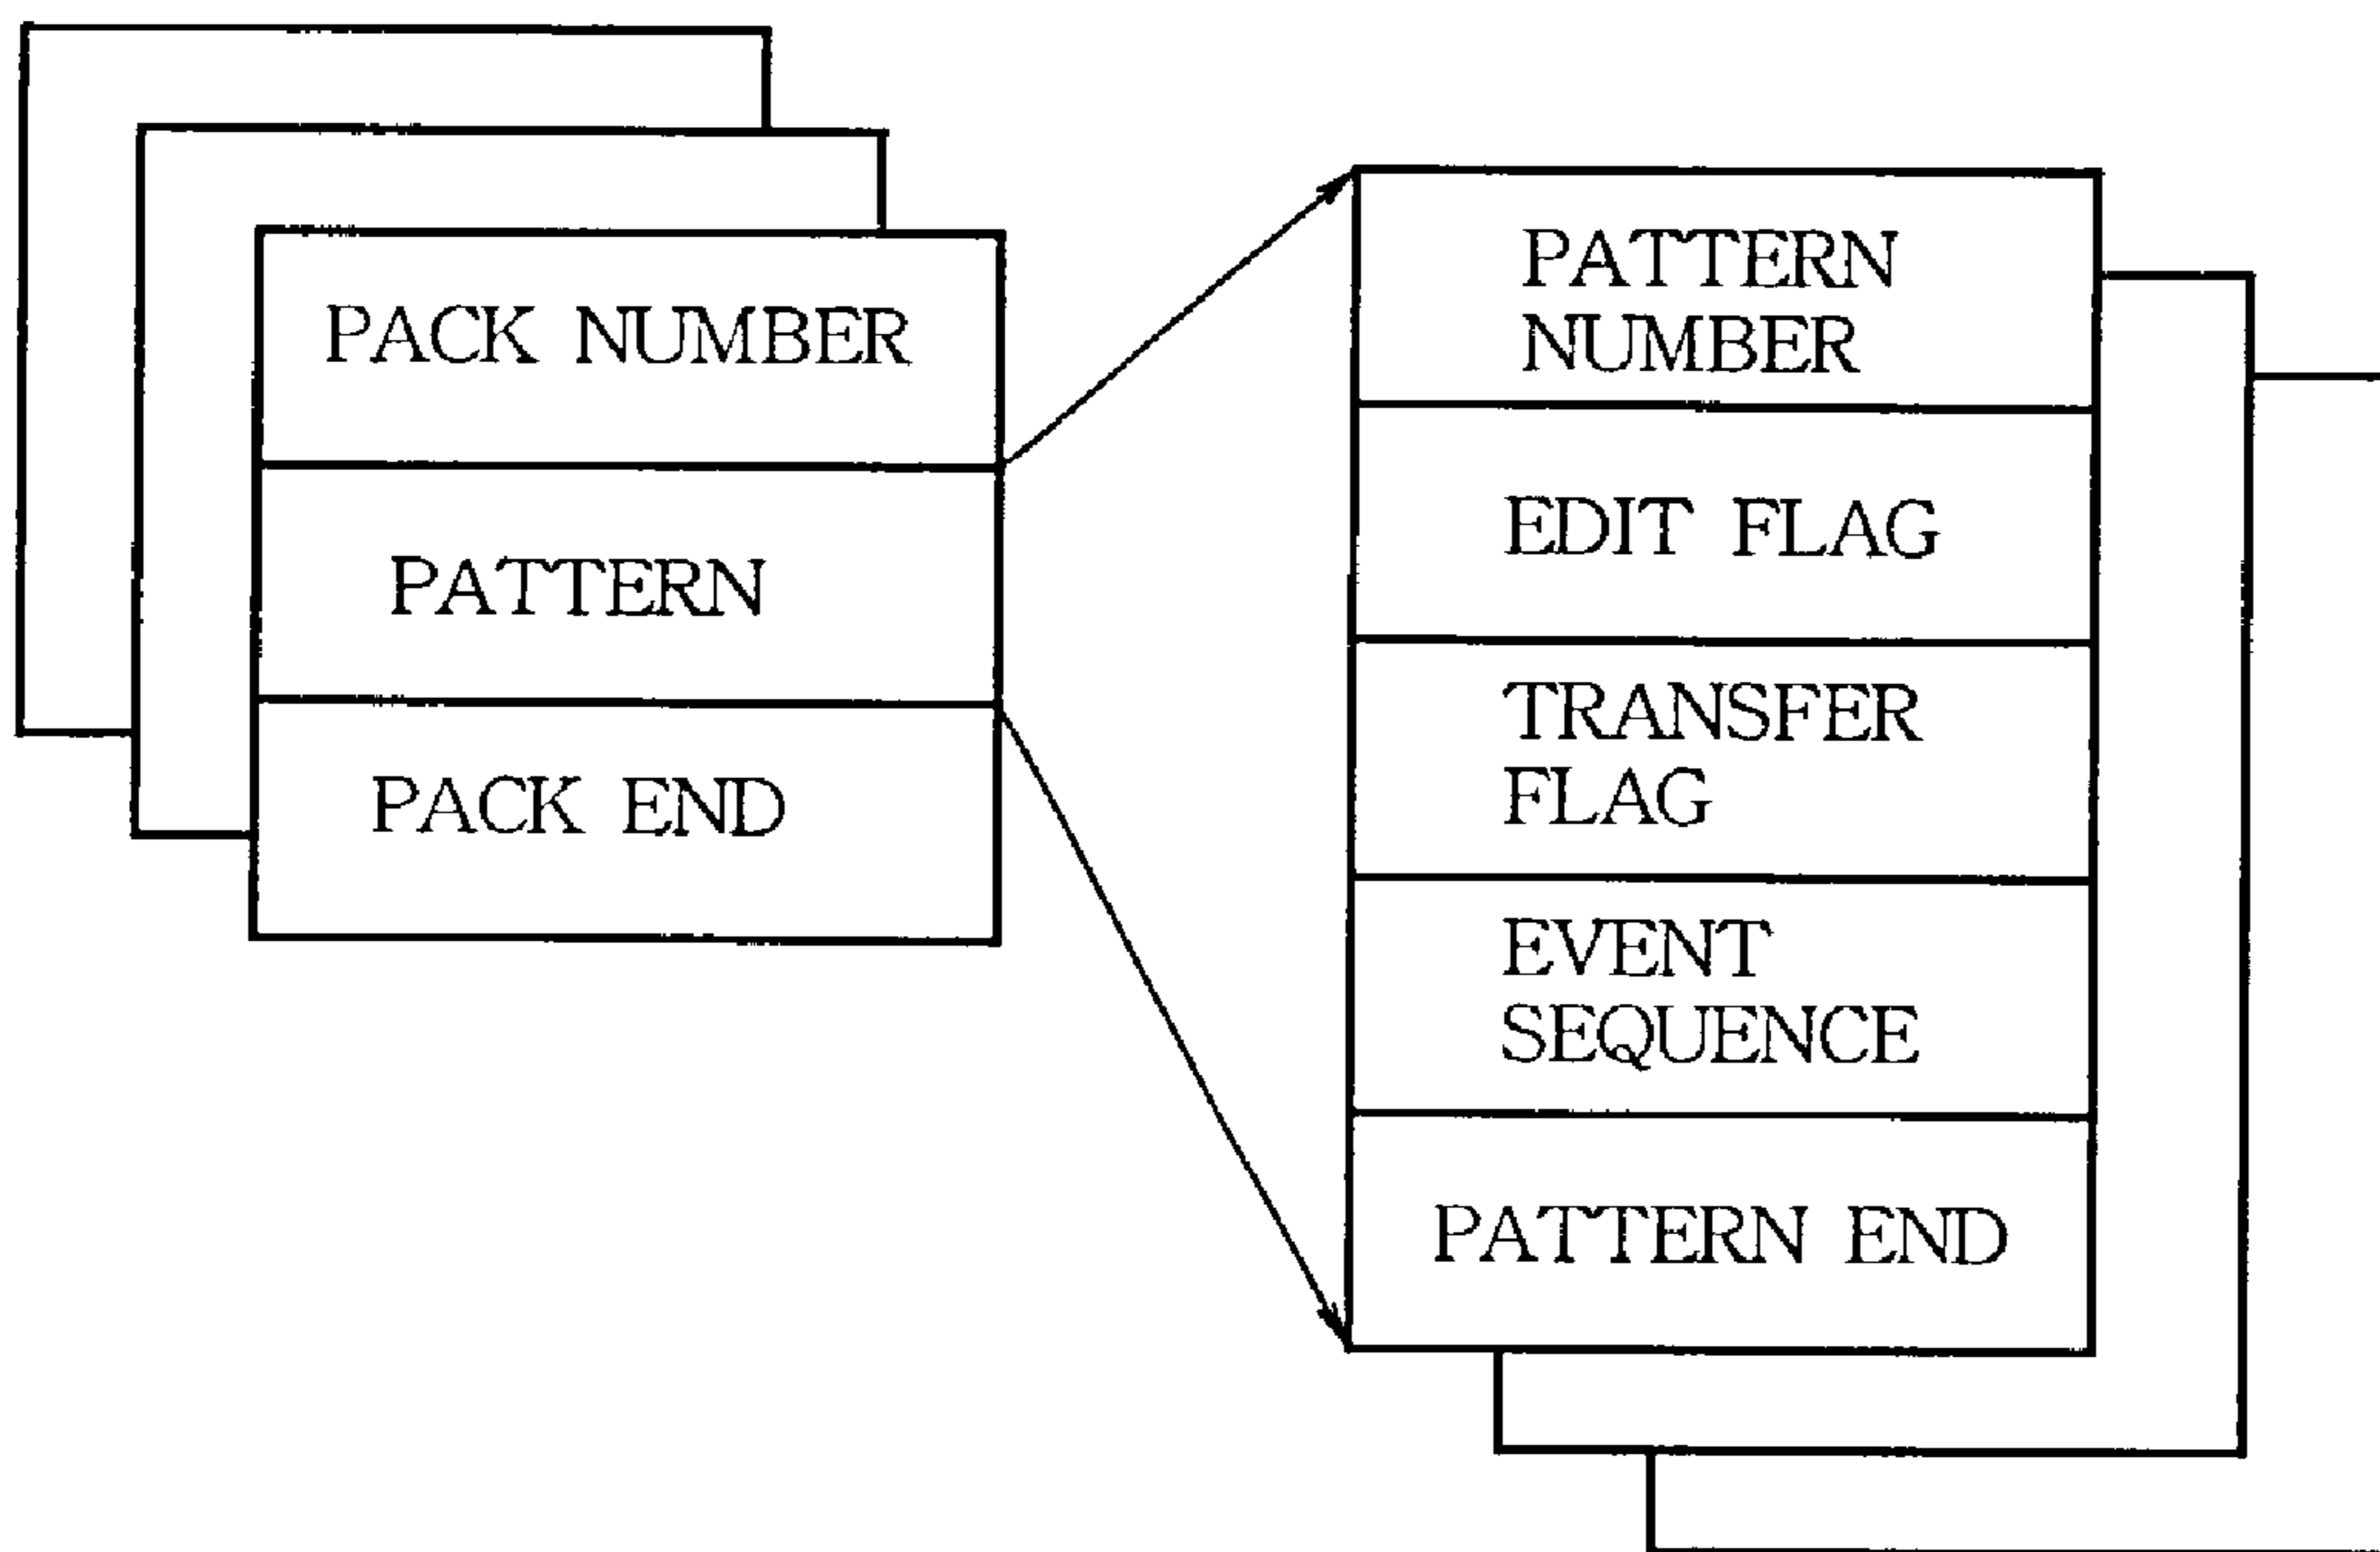 PACK NUMBER
PATTERN
PACK END
PATTERN
NUMBER
EDIT FLAG
TRANSFER
FLAG
EVENT
SEQUENCE
PATTERN END